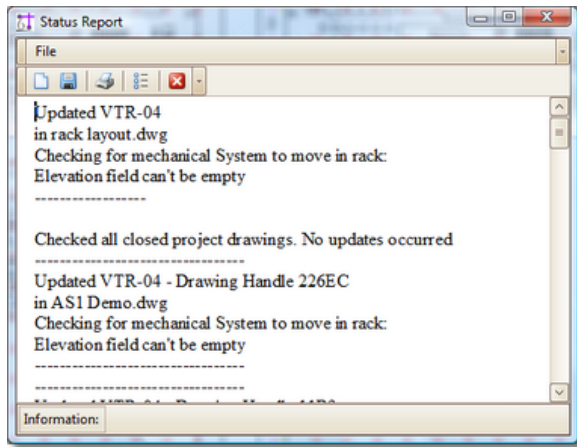 Status Report
File
Updated VTR-04
in rack layout.dwg
Checking for mechanical System to move in rack:
Elevation field can't be empty
------------------
Checked all closed project drawings. No updates occurred
----------------------------------
Updated VTR-04 - Drawing Handle 226EC
in AS1 Demo.dwg
Checking for mechanical System to move in rack:
Elevation field can't be empty
----------------------------------
----------------------------------
Information: